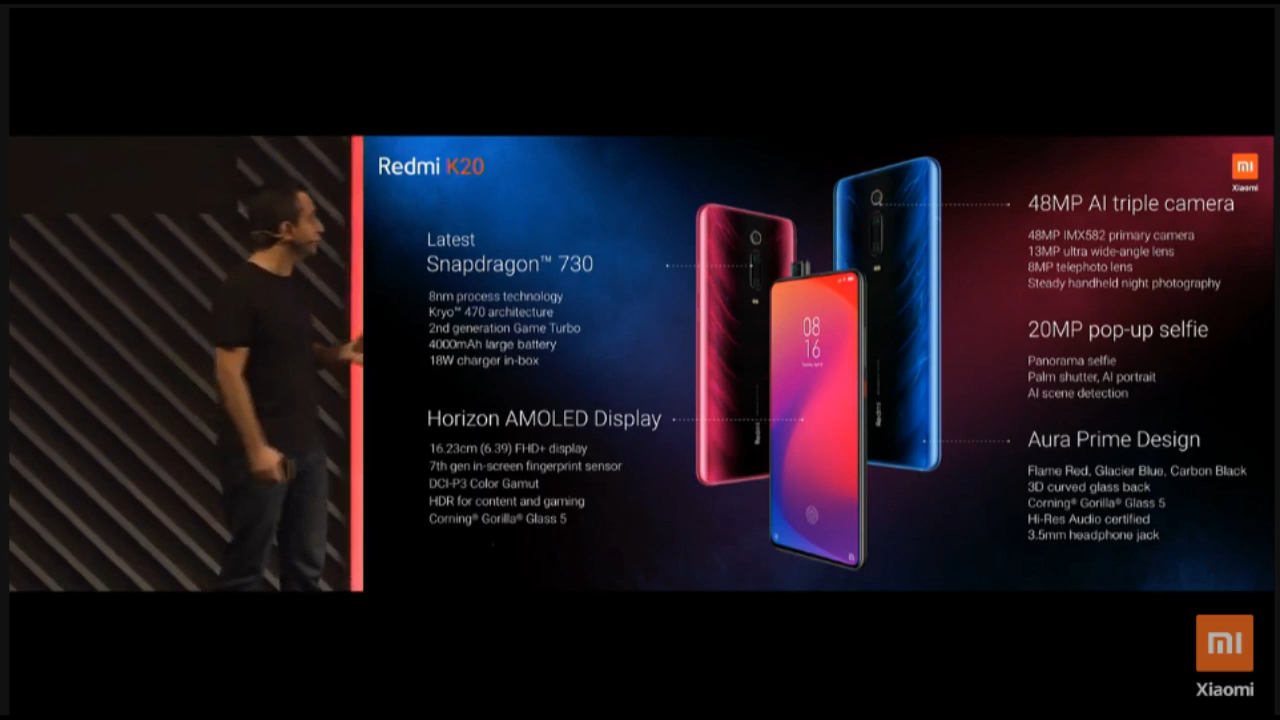 Redmi K20
Latest
Snapdragon™ 730
8nm process technology
Kryo™ 470 architecture
2nd generation Game Turbo
4000mAh large battery
18W charger in-box
Horizon AMOLED Display
16.23cm (6.39) FHD+ display
7th gen in-screen fingerprint sensor
DCI-P3 Color Gamut
HDR for content and gaming
Corning® Gorilla® Glass 5
08
16
Redmi
Redmi
mi
Xiaomi
48MP AI triple camera
48MP IMX582 primary camera
13MP ultra wide-angle lens
8MP telephoto lens
Steady handheld night photography
20MP pop-up selfie
Panorama selfie
Palm shutter, AI portrait
AI scene detection
Aura Prime Design
Flame Red, Glacier Blue, Carbon Black
3D curved glass back
Corning® Gorilla® Glass 5
Hi-Res Audio certified
3.5mm headphone jack
mi
Xiaomi